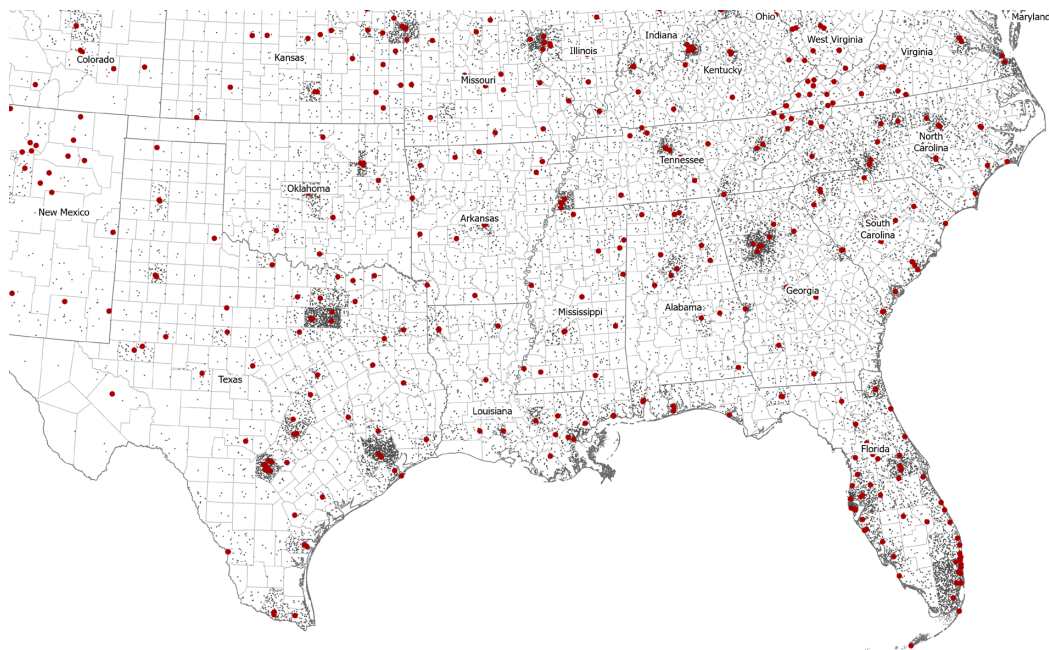 Ohio
Maryland
Indiana
West Virginia
Illinois
Virginia
Kansas
Colorado
Kentucky
Missouri
North
Carolina
Tennessee
Oklahoma
New Mexico
Arkansas
South
Carolina
Georgia
Alabama
Mississippi
Texas
Louisiana
Florida